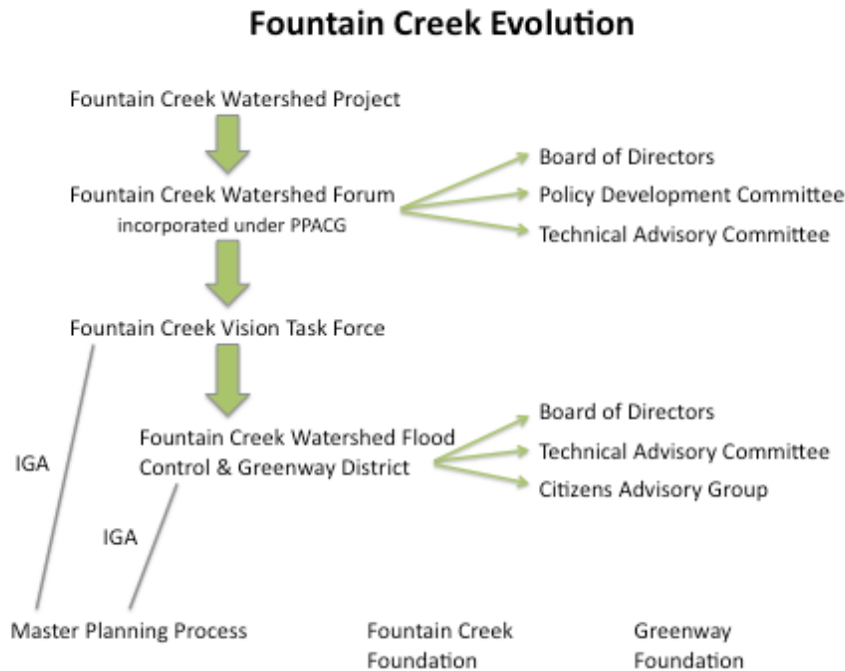 Fountain Creek Evolution
Fountain Creek Watershed Project
Fountain Creek Watershed Forum
incorporated under PPACG
Board of Directors
Policy Development Committee
Technical Advisory Committee
Fountain Creek Vision Task Force
Fountain Creek Watershed Flood
Control & Greenway District
Board of Directors
Technical Advisory Committee
Citizens Advisory Group
IGA
IGA
Master Planning Process
Fountain Creek
Foundation
Greenway
Foundation